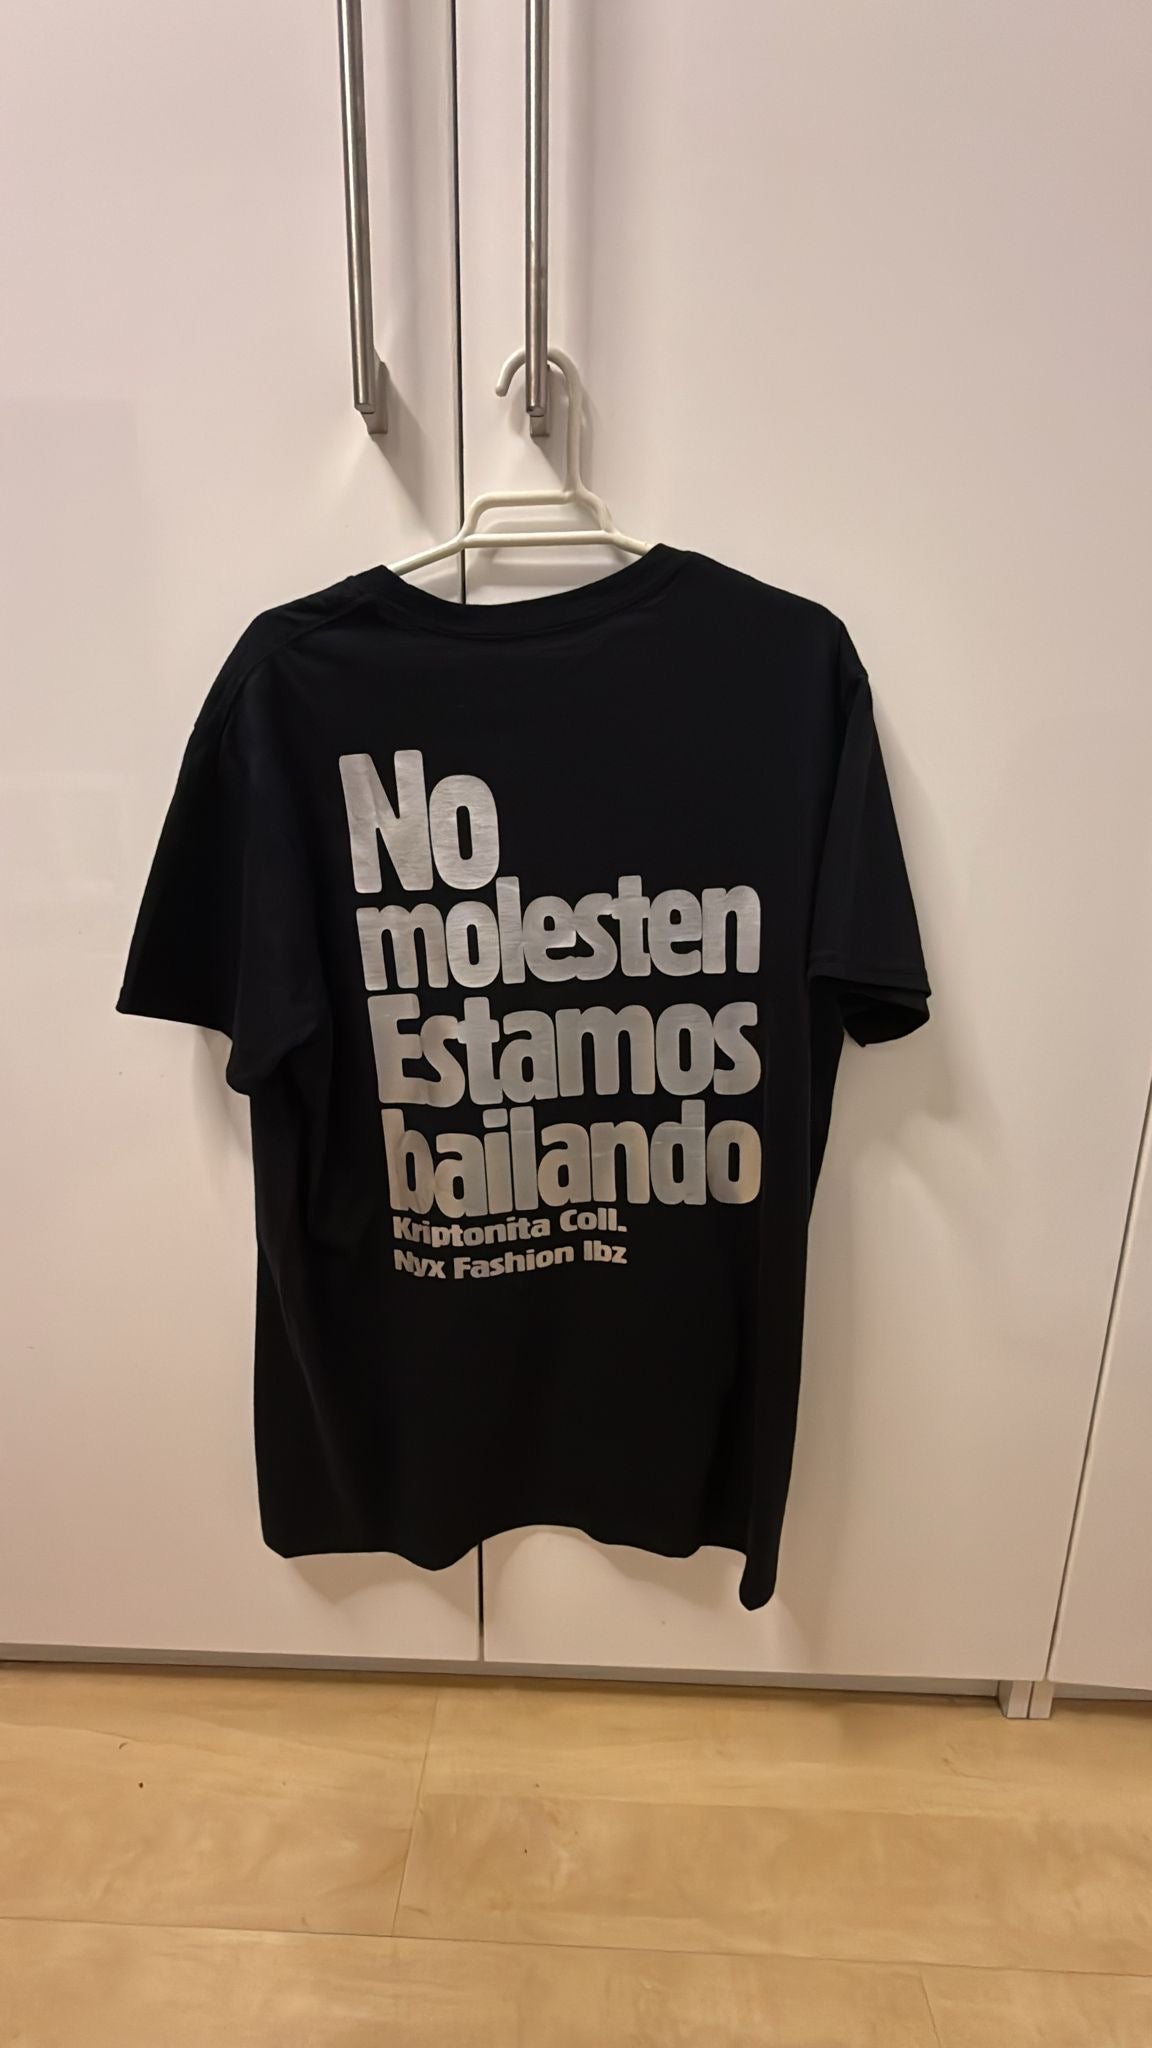 No
molesten
Estamos
bailando
Kriptonita Coll.
Nyx Fashion Ibz